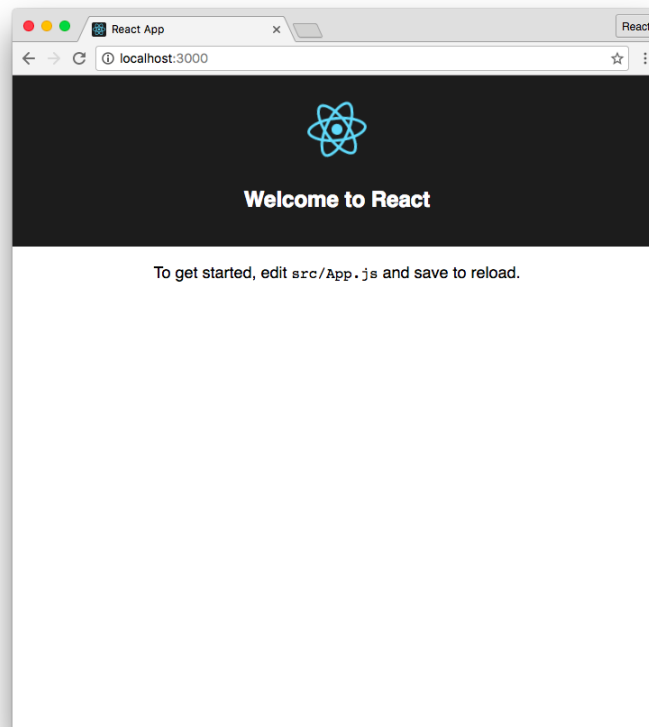 React App
React
localhost:3000
Welcome to React
To get started, edit src/App.js and save to reload.